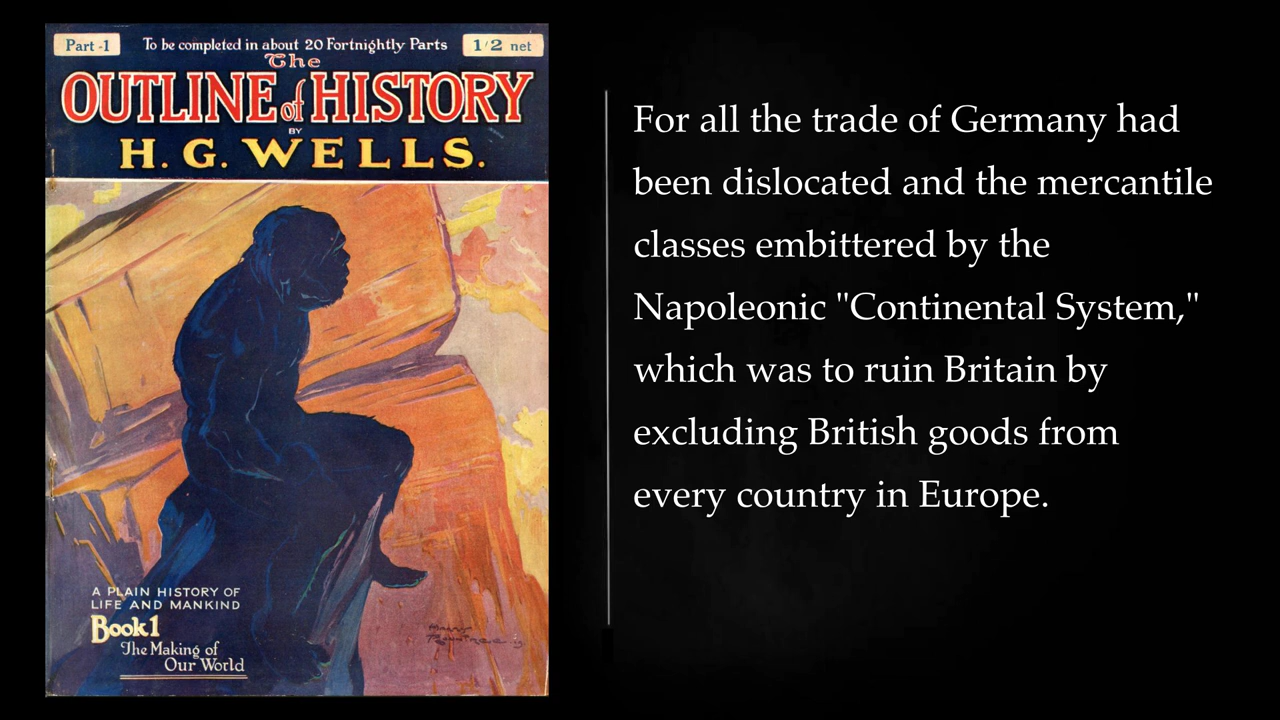 Part -1
To be completed in about 20 Fortnightly Parts
1/2 net
The
OUTLINE of HISTORY
BY
H. G. WELLS.
A PLAIN HISTORY OF
LIFE AND MANKIND
Book 1
The Making of
Our World
For all the trade of Germany had
been dislocated and the mercantile
classes embittered by the
Napoleonic "Continental System,"
which was to ruin Britain by
excluding British goods from
every country in Europe.